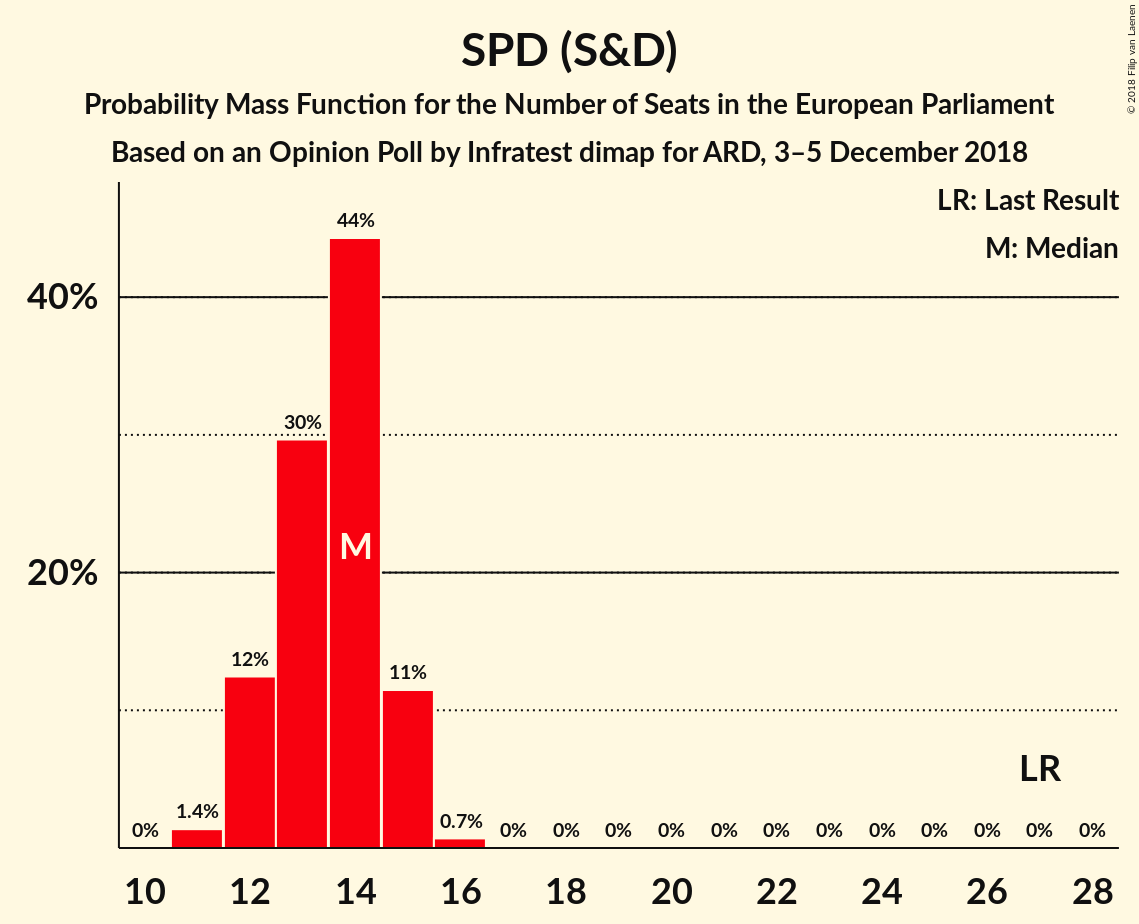 SPD (S&D)
Probability Mass Function for the Number of Seats in the European Parliament
Based on an Opinion Poll by Infratest dimap for ARD, 3–5 December 2018
© 2018 Filip van Laenen
LR: Last Result
M: Median
44%
40%
30%
M
20%
12%
11%
LR
1.4%
0.7%
0% 0% 0% 0% 0% 0% 0% 0% 0% 0% 0% 0% 0%
10 12 14 16 18 20 22 24 26 28